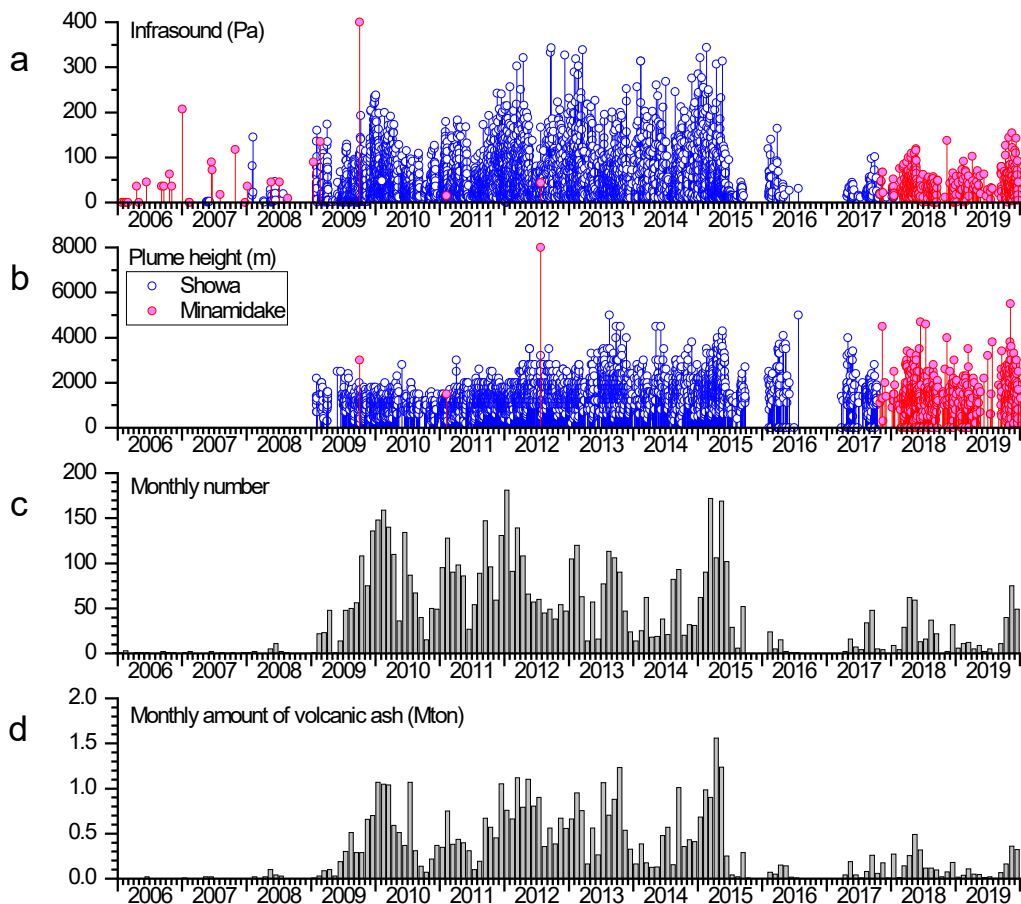 a
Infrasound (Pa)
400
300
200
100
0
2006 2007 2008 2009 2010 2011 2012 2013 2014 2015 2016 2017 2018 2019
b
Plume height (m)
Showa
Minamidake
8000
6000
4000
2000
0
2006 2007 2008 2009 2010 2011 2012 2013 2014 2015 2016 2017 2018 2019
c
Monthly number
200
150
100
50
0
2006 2007 2008 2009 2010 2011 2012 2013 2014 2015 2016 2017 2018 2019
d
Monthly amount of volcanic ash (Mton)
2.0
1.5
1.0
0.5
0.0
2006 2007 2008 2009 2010 2011 2012 2013 2014 2015 2016 2017 2018 2019